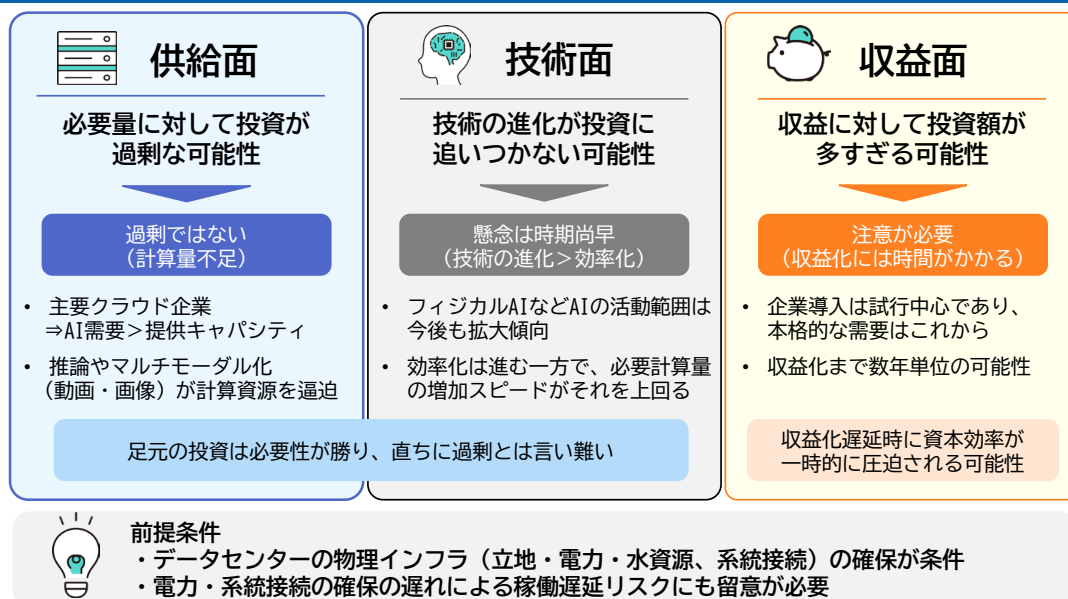 供給面
必要量に対して投資が
過剰な可能性
過剰ではない
(計算量不足)
・ 主要クラウド企業
⇒AI需要>提供キャパシティ
・ 推論やマルチモーダル化
(動画・画像)が計算資源を逼迫
技術面
技術の進化が投資に
追いつかない可能性
懸念は時期尚早
(技術の進化>効率化)
・ フィジカルAIなどAIの活動範囲は
今後も拡大傾向
・ 効率化は進む一方で、必要計算量
の増加スピードがそれを上回る
足元の投資は必要性が勝り、直ちに過剰とは言い難い
収益面
収益に対して投資額が
多すぎる可能性
注意が必要
(収益化には時間がかかる)
・ 企業導入は試行中心であり、
本格的な需要はこれから
・ 収益化まで数年単位の可能性
収益化遅延時に資本効率が
一時的に圧迫される可能性
前提条件
・データセンターの物理インフラ(立地・電力・水資源、系統接続)の確保が条件
・電力・系統接続の確保の遅れによる稼働遅延リスクにも留意が必要